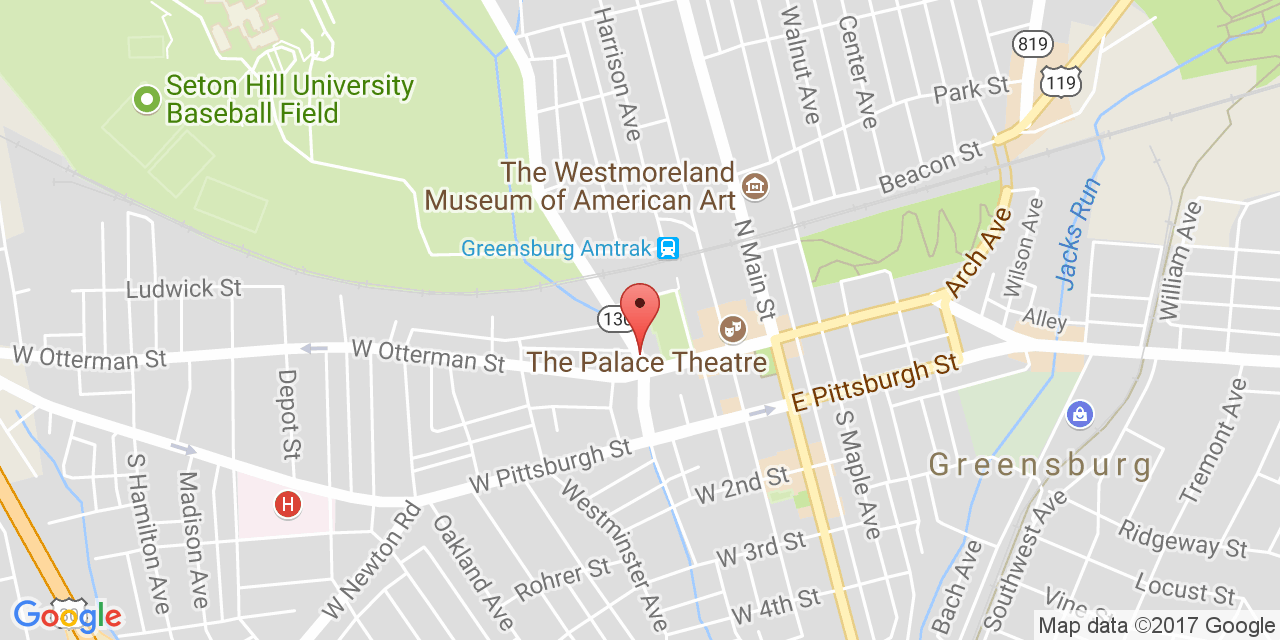 Harrison Ave
Walnut Ave
Center Ave
819
119
Seton Hill University
Baseball Field
Park St
Beacon St
The Westmoreland
Museum of American Art
Greensburg Amtrak
N Main St
Arch Ave
Wilson Ave
Jacks Run
William Ave
Ludwick St
130
Alley
W Otterman St
W Otterman St
The Palace Theatre
E Pittsburgh St
Depot St
S Maple Ave
Tremont Ave
W Pittsburgh St
Greensburg
S Hamilton Ave
Madison Ave
H
W 2nd St
Westminster Ave
W Newton Rd
Oakland Ave
Rohrer St
W 3rd St
W 4th St
Bach Ave
Southwest Ave
Ridgeway St
Locust St
Vine St
30
Google
Map data ©2017 Google